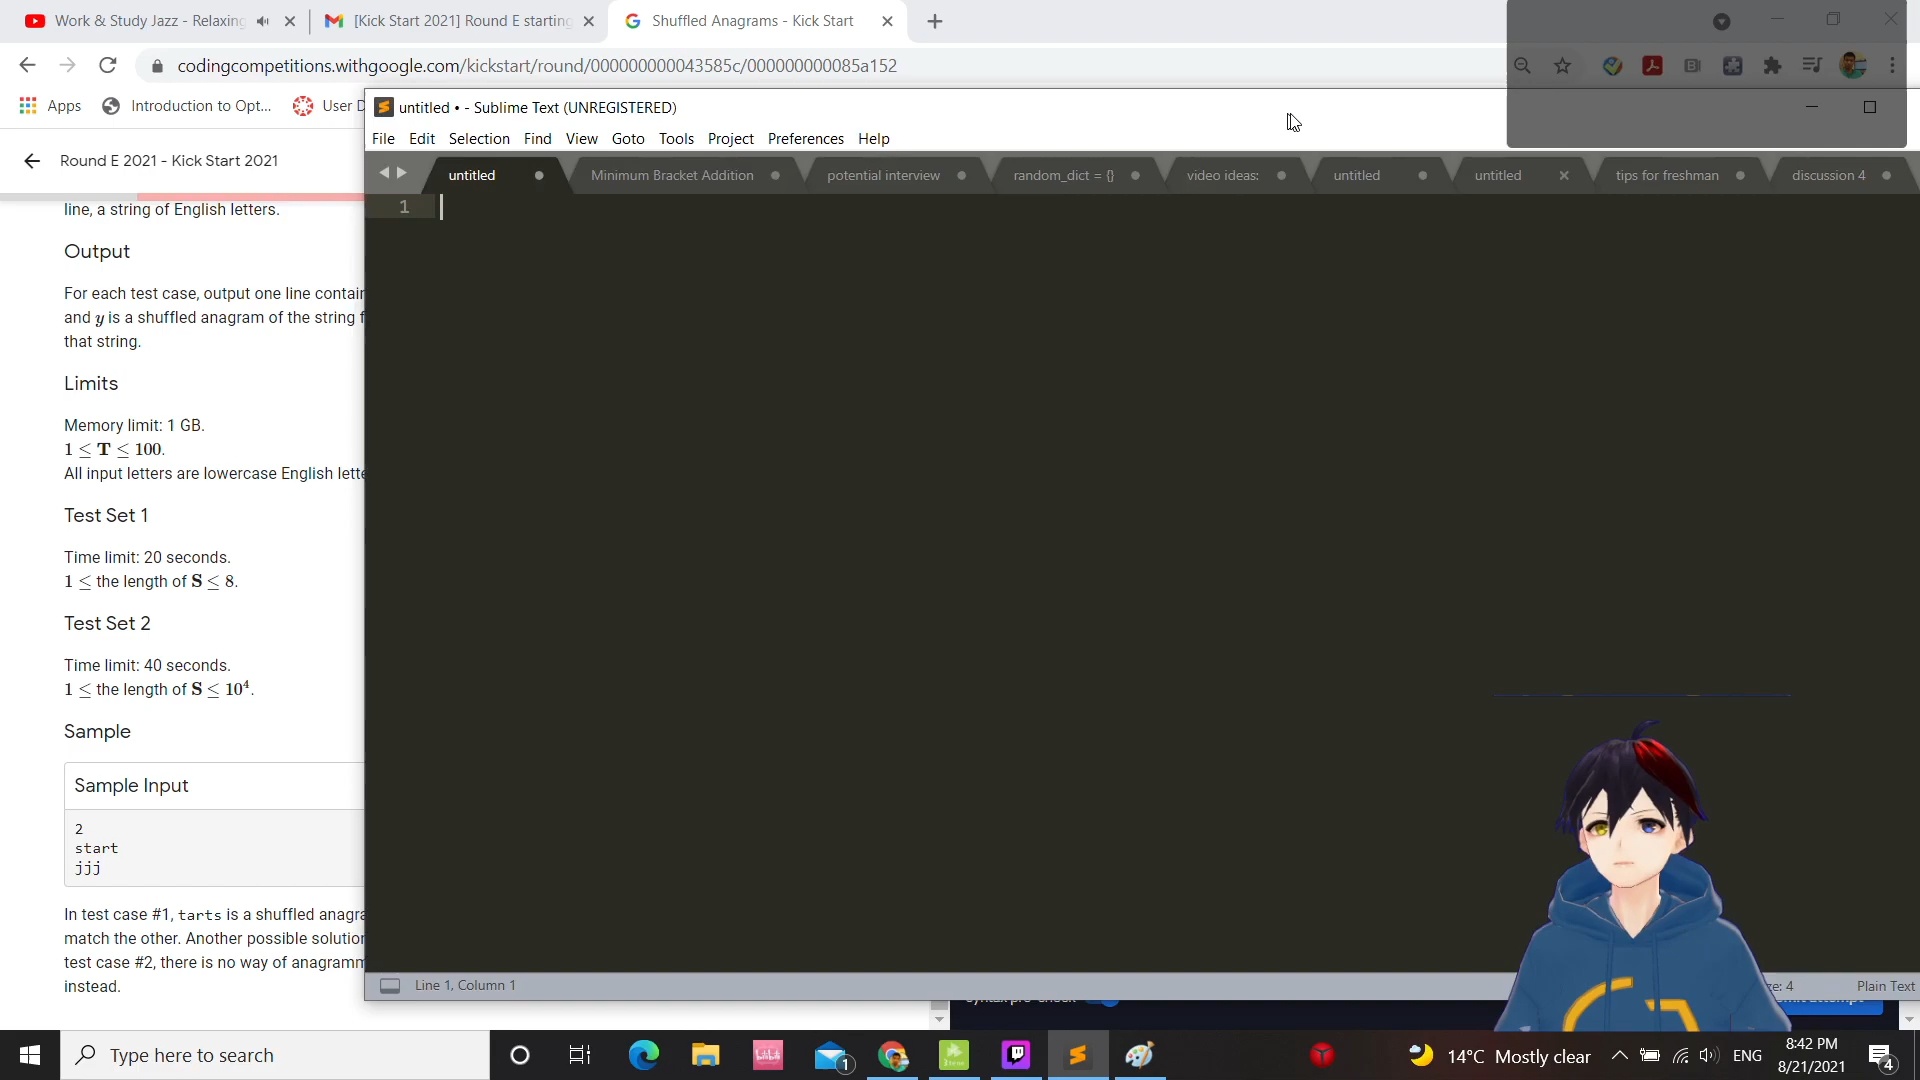 Work & Study Jazz - Relaxing
[Kick Start 2021] Round E starting
Shuffled Anagrams - Kick Start
codingcompetitions.withgoogle.com/kickstart/round/000000000043585c/000000000085a152
Apps
Introduction to Opt...
User D
untitled • - Sublime Text (UNREGISTERED)
File Edit Selection Find View Goto Tools Project Preferences Help
Round E 2021 - Kick Start 2021
untitled
Minimum Bracket Addition
potential interview
random_dict = {}
video ideas:
untitled
untitled
tips for freshman
discussion 4
1
line, a string of English letters.
Output
For each test case, output one line contain
and y is a shuffled anagram of the string f
that string.
Limits
Memory limit: 1 GB.
1 ≤ T ≤ 100.
All input letters are lowercase English lette
Test Set 1
Time limit: 20 seconds.
1 ≤ the length of S ≤ 8.
Test Set 2
Time limit: 40 seconds.
1 ≤ the length of S ≤ 10⁴.
Sample
Sample Input
2
start
jjj
In test case #1, tarts is a shuffled anagra
match the other. Another possible solution
test case #2, there is no way of anagramm
instead.
Line 1, Column 1
ze: 4
Plain Text
Type here to search
1
14°C Mostly clear
ENG
8:42 PM
8/21/2021
4